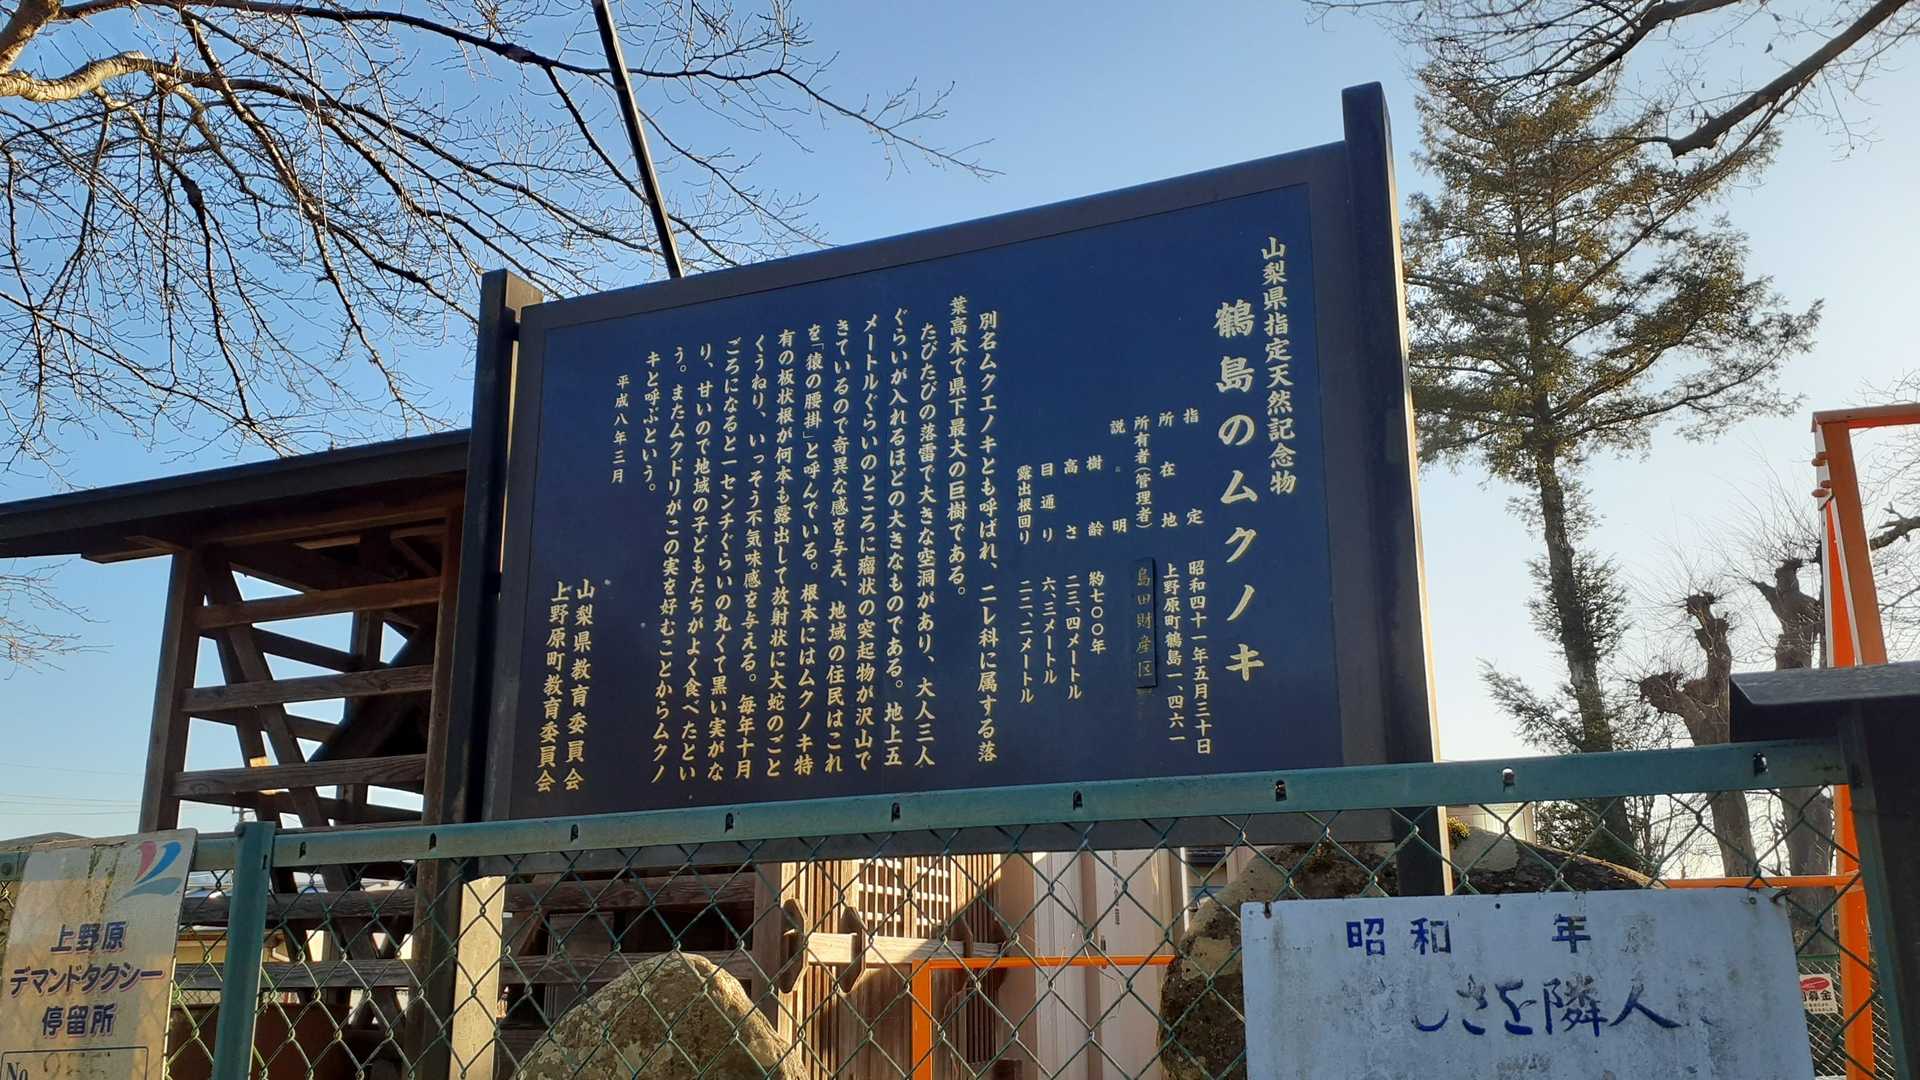 山梨県指定天然記念物
鶴島のムクノキ
指定 昭和四十一年五月三十日
所在地 上野原町鶴島一、四六一
所有者(管理者) 島田財産区
説明
樹齢 約七〇〇年
高さ 二三、四メートル
目通り 六、三メートル
露出根回り 二二、二メートル
別名ムクエノキとも呼ばれ、ニレ科に属する落
葉高木で県下最大の巨樹である。
たびたびの落雷で大きな空洞があり、大人三人
ぐらいが入れるほどの大きなものである。地上五
メートルぐらいのところに瘤状の突起物が沢山で
きているので奇異な感を与え、地域の住民はこれ
を「猿の腰掛」と呼んでいる。根本にはムクノキ特
有の板状根が何本も露出して放射状に大蛇のごと
くうねり、いっそう不気味感を与える。毎年十月
ごろになると一センチぐらいの丸くて黒い実がな
り、甘いので地域の子どもたちがよく食べたとい
う。またムクドリがこの実を好むことからムクノ
キと呼ぶという。
平成八年三月
山梨県教育委員会
上野原町教育委員会
上野原
デマンドタクシー
停留所
No
昭和 年
しさを隣人
募金